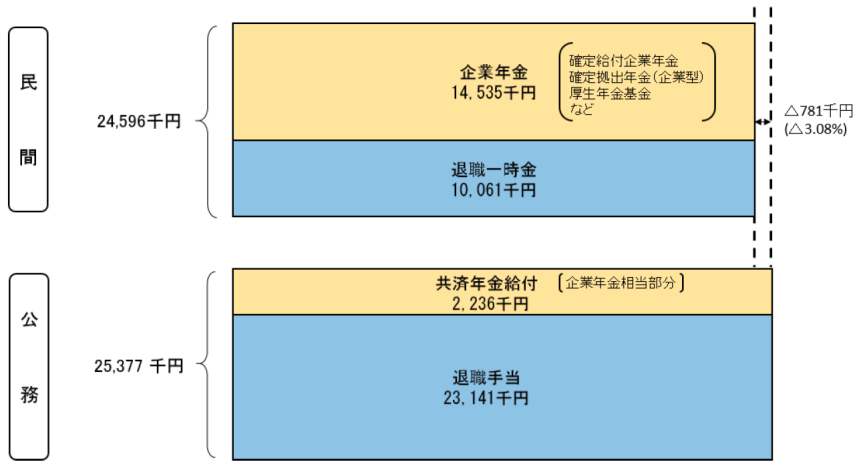 民
間
24,596千円
企業年金
14,535千円
確定給付企業年金
確定拠出年金(企業型)
厚生年金基金
など
△781千円
(△3.08%)
退職一時金
10,061千円
公
務
25,377 千円
共済年金給付
2,236千円
企業年金相当部分
退職手当
23,141千円